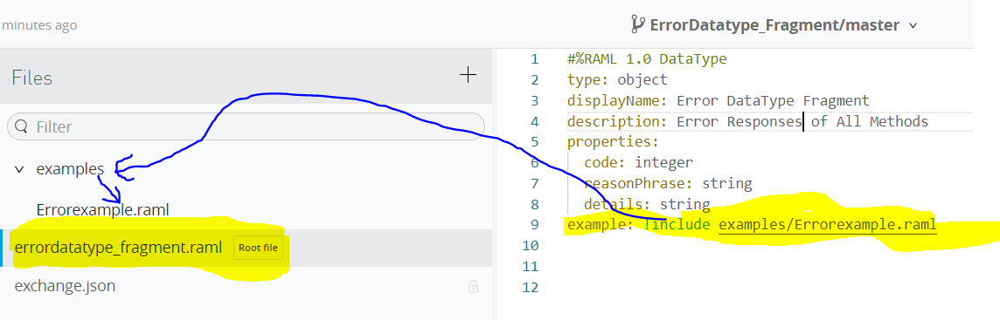 minutes ago
ErrorDatatype_Fragment/master
Files
Filter
examples
Errorexample.raml
errordatatype_fragment.raml Root file
exchange.json
1 #%RAML 1.0 DataType
2 type: object
3 displayName: Error DataType Fragment
4 description: Error Responses of All Methods
5 properties:
6 code: integer
7 reasonPhrase: string
8 details: string
9 example: !include examples/Errorexample.raml
10
11
12